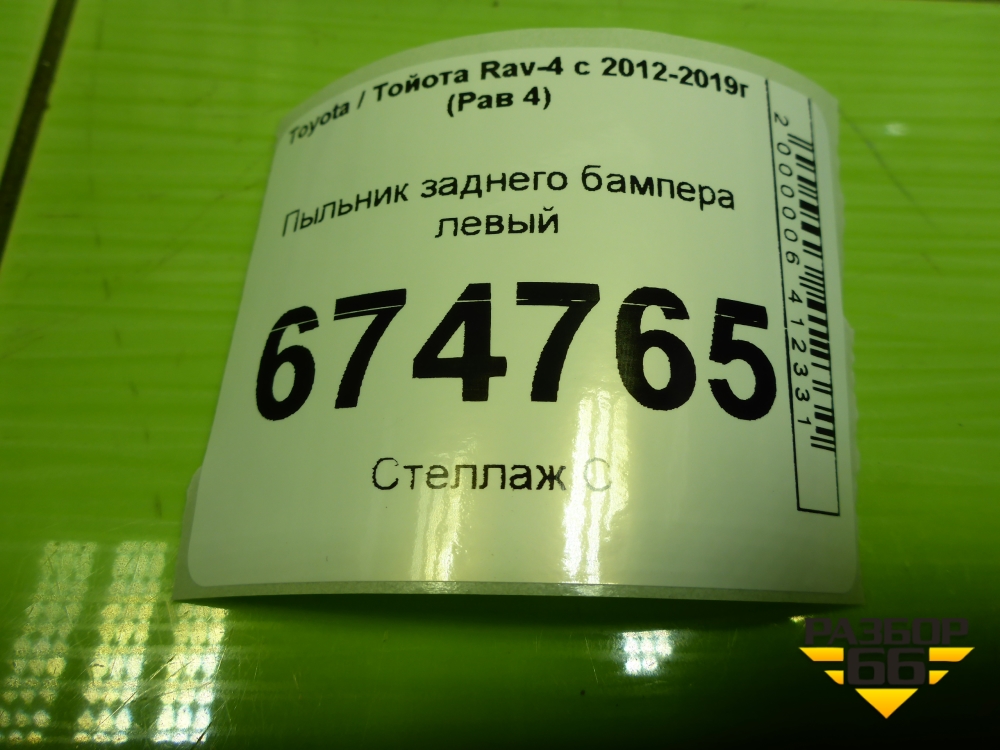 Toyota / Тойота Rav-4 с 2012-2019г
(Рав 4)
Пыльник заднего бампера
левый
674765
Стеллаж С
2000006412331
РАЗБОР
66